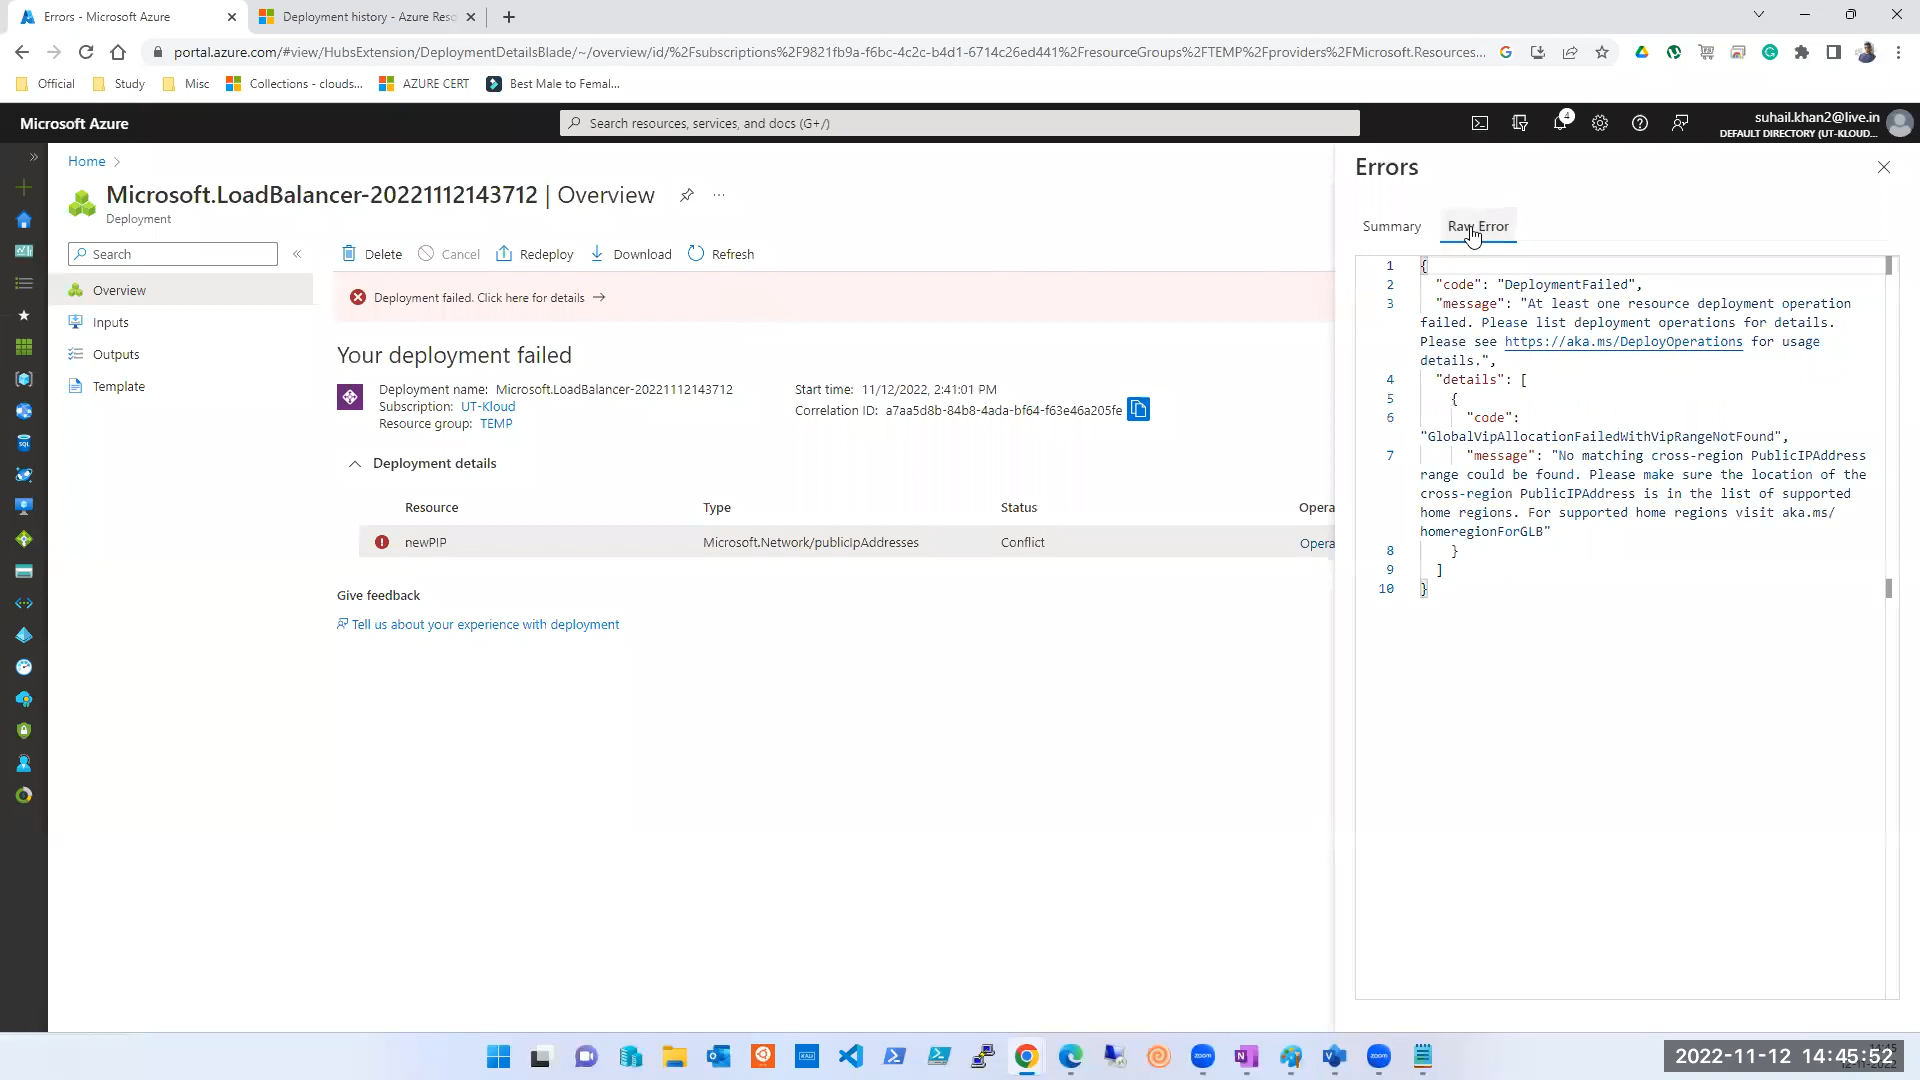 Errors - Microsoft Azure
Deployment history - Azure Reso
portal.azure.com/#view/HubsExtension/DeploymentDetailsBlade/~/overview/id/%2Fsubscriptions%2F9821fb9a-f6bc-4c2c-b4d1-6714c26ed441%2FresourceGroups%2FTEMP%2Fproviders%2FMicrosoft.Resources...
Official
Study
Misc
Collections - clouds...
AZURE CERT
Best Male to Femal...
Microsoft Azure
Search resources, services, and docs (G+/)
4
suhail.khan2@live.in
DEFAULT DIRECTORY (UT-KLOUD...
Home
Microsoft.LoadBalancer-20221112143712 | Overview
Deployment
Search
Delete
Cancel
Redeploy
Download
Refresh
Overview
Inputs
Outputs
Template
Deployment failed. Click here for details
Your deployment failed
Deployment name: Microsoft.LoadBalancer-20221112143712
Subscription: UT-Kloud
Resource group: TEMP
Start time: 11/12/2022, 2:41:01 PM
Correlation ID: a7aa5d8b-84b8-4ada-bf64-f63e46a205fe
Deployment details
Resource Type Status Opera
newPIP Microsoft.Network/publicIpAddresses Conflict Opera
Give feedback
Tell us about your experience with deployment
Errors
Summary
Raw Error
1 {
2 "code": "DeploymentFailed",
3 "message": "At least one resource deployment operation
failed. Please list deployment operations for details.
Please see https://aka.ms/DeployOperations for usage
details.",
4 "details": [
5 {
6 "code":
"GlobalVipAllocationFailedWithVipRangeNotFound",
7 "message": "No matching cross-region PublicIPAddress
range could be found. Please make sure the location of the
cross-region PublicIPAddress is in the list of supported
home regions. For supported home regions visit aka.ms/
homeregionForGLB"
8 }
9 ]
10 }
2022-11-12 14:45:52